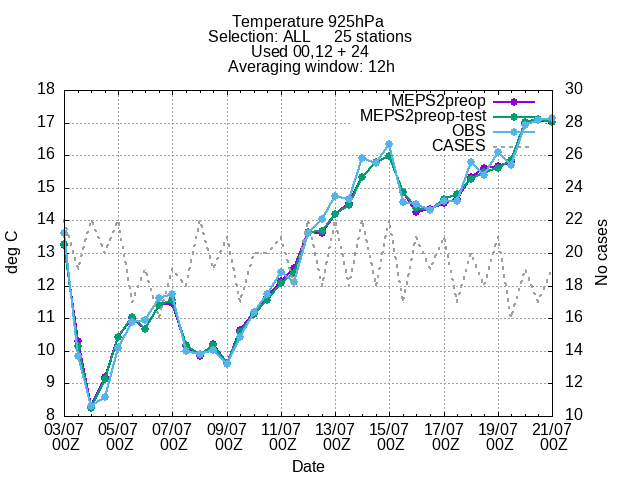 Temperature 925hPa
Selection: ALL 25 stations
Used 00,12 + 24
Averaging window: 12h
MEPS2preop
MEPS2preop-test
OBS
CASES
deg C
18
17
16
15
14
13
12
11
10
9
8
30
28
26
24
22
20
18
16
14
12
10
No cases
03/07 05/07 07/07 09/07 11/07 13/07 15/07 17/07 19/07 21/07
00Z 00Z 00Z 00Z 00Z 00Z 00Z 00Z 00Z 00Z
Date